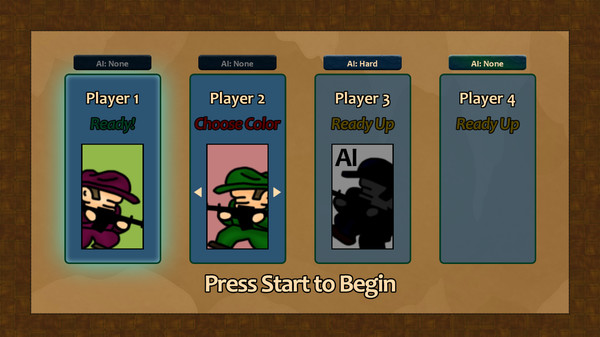 AI: None
AI: None
AI: Hard
AI: None
Player 1
Player 2
Player 3
Player 4
Ready!
Choose Color
Ready Up
Ready Up
AI
Press Start to Begin